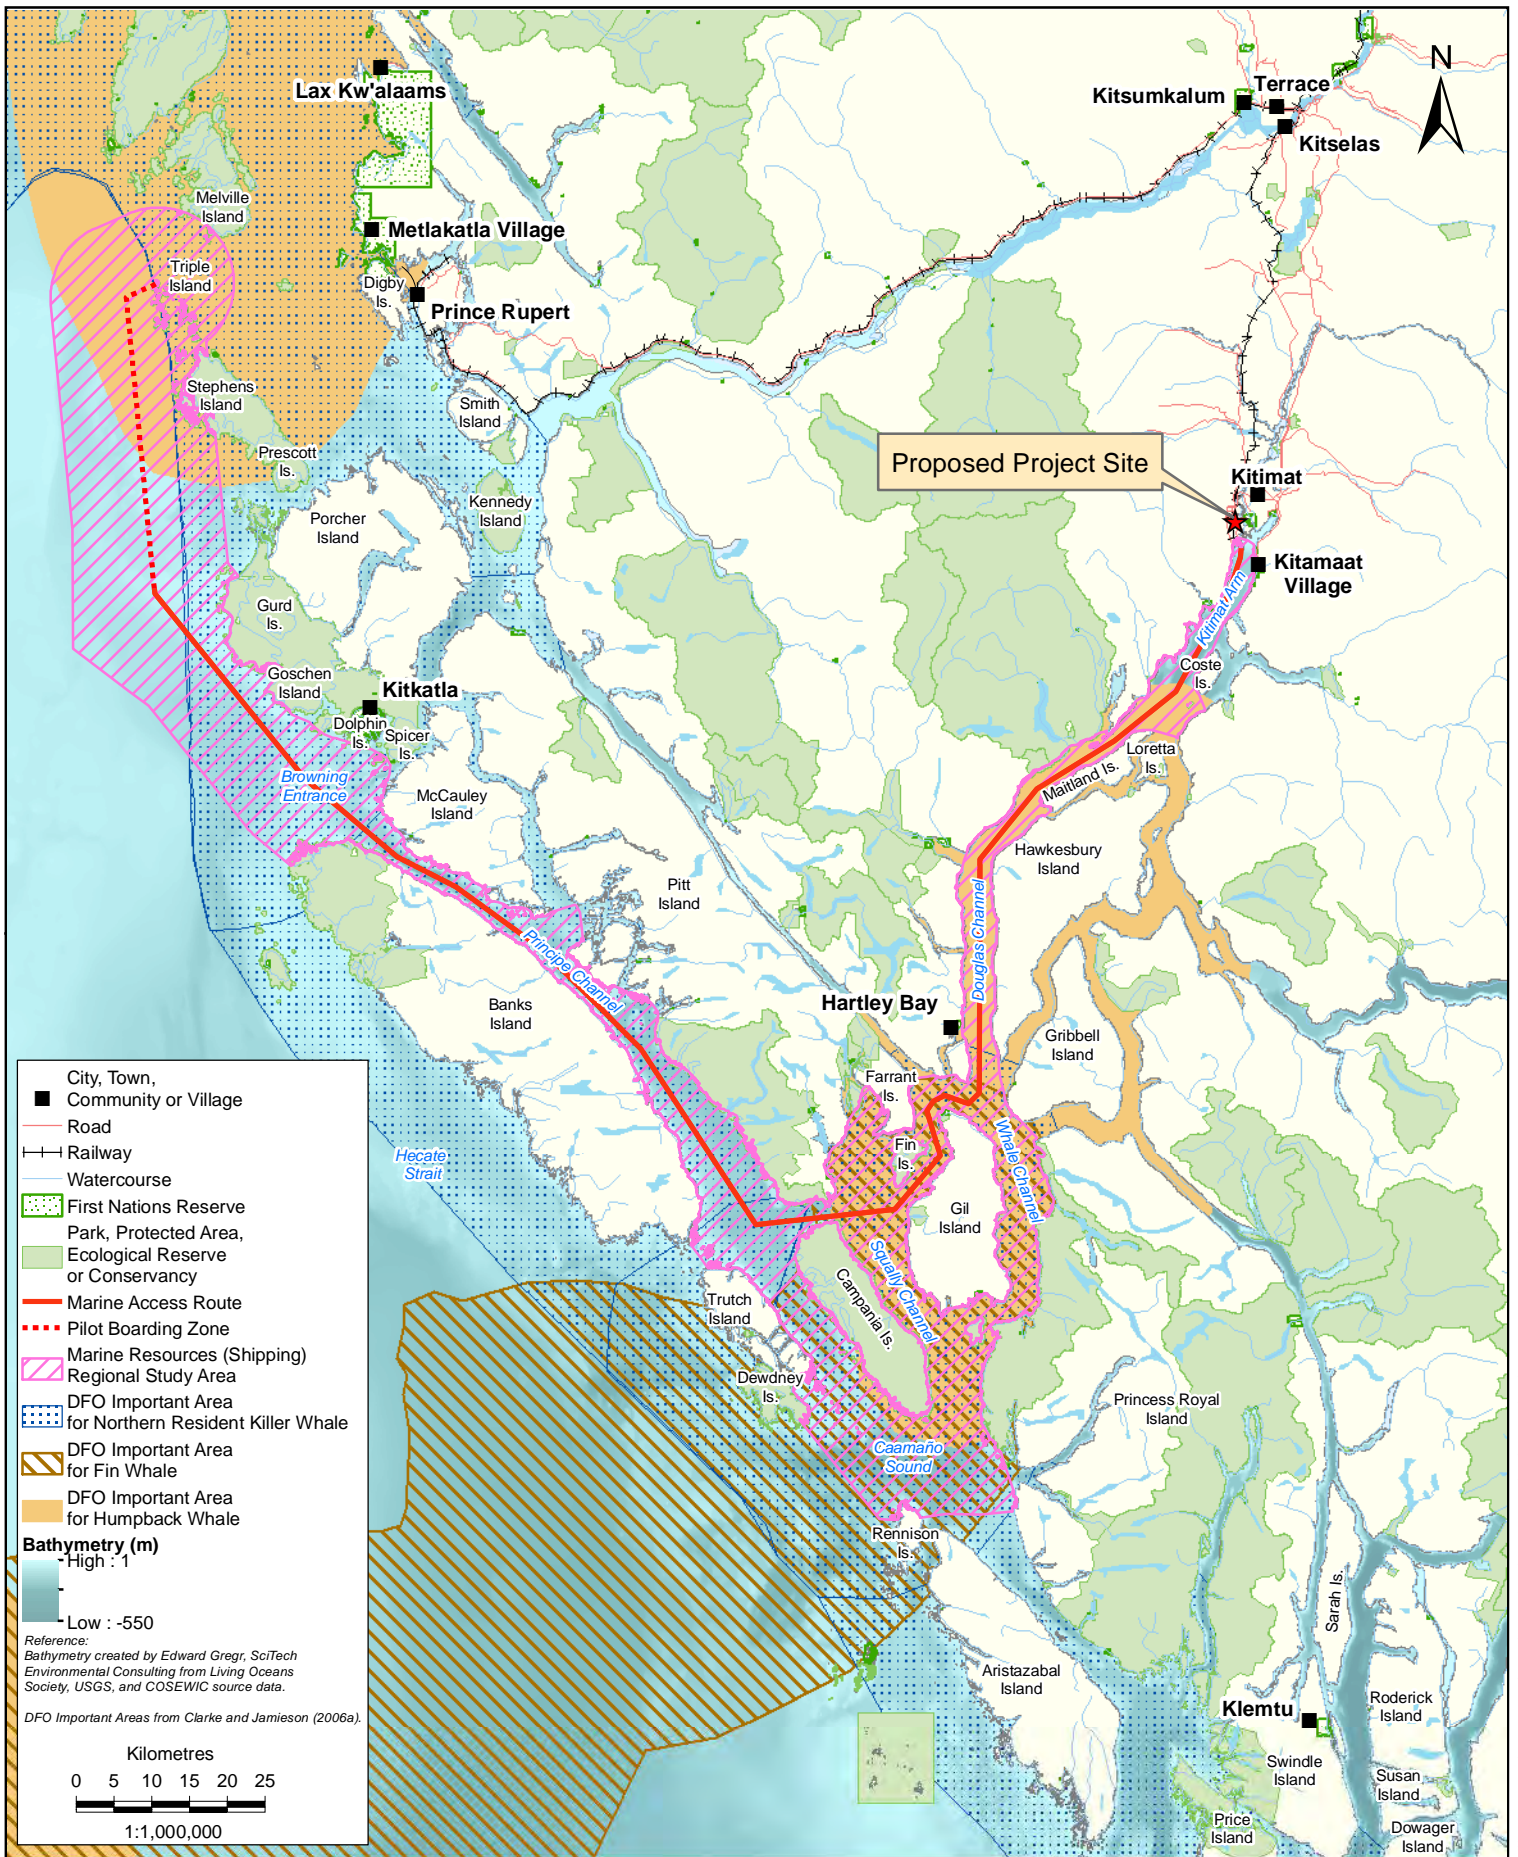 N
Lax Kw'alaams
Kitsumkalum
Terrace
Kitselas
Melville
Island
Metlakatla Village
Triple
Island
Digby
Is.
Prince Rupert
Stephens
Island
Smith
Island
Prescott
Is.
Proposed Project Site
Kitimat
Kennedy
Island
Porcher
Island
Kitamaat
Village
Kitimat Arm
Gurd
Is.
Coste
Is.
Goschen
Island
Kitkatla
Dolphin
Is.
Spicer
Is.
Loretta
Is.
Maitland Is.
Browning
Entrance
McCauley
Island
Hawkesbury
Island
Pitt
Island
Douglas Channel
Principe Channel
Banks
Island
Hartley Bay
Gribbell
Island
Farrant
Is.
Fin
Is.
Whale Channel
Hecate
Strait
Gil
Island
Squally Channel
Campania Is.
Trutch
Island
Dewdney
Is.
Princess Royal
Island
Caamaño
Sound
Rennison
Is.
Sarah Is.
Aristazabal
Island
Klemtu
Roderick
Island
Swindle
Island
Susan
Island
Price
Island
Dowager
Island
City, Town,
Community or Village
Road
Railway
Watercourse
First Nations Reserve
Park, Protected Area,
Ecological Reserve
or Conservancy
Marine Access Route
Pilot Boarding Zone
Marine Resources (Shipping)
Regional Study Area
DFO Important Area
for Northern Resident Killer Whale
DFO Important Area
for Fin Whale
DFO Important Area
for Humpback Whale
Bathymetry (m)
High : 1
Low : -550
Reference:
Bathymetry created by Edward Gregr, SciTech
Environmental Consulting from Living Oceans
Society, USGS, and COSEWIC source data.
DFO Important Areas from Clarke and Jamieson (2006a).
Kilometres
0 5 10 15 20 25
1:1,000,000